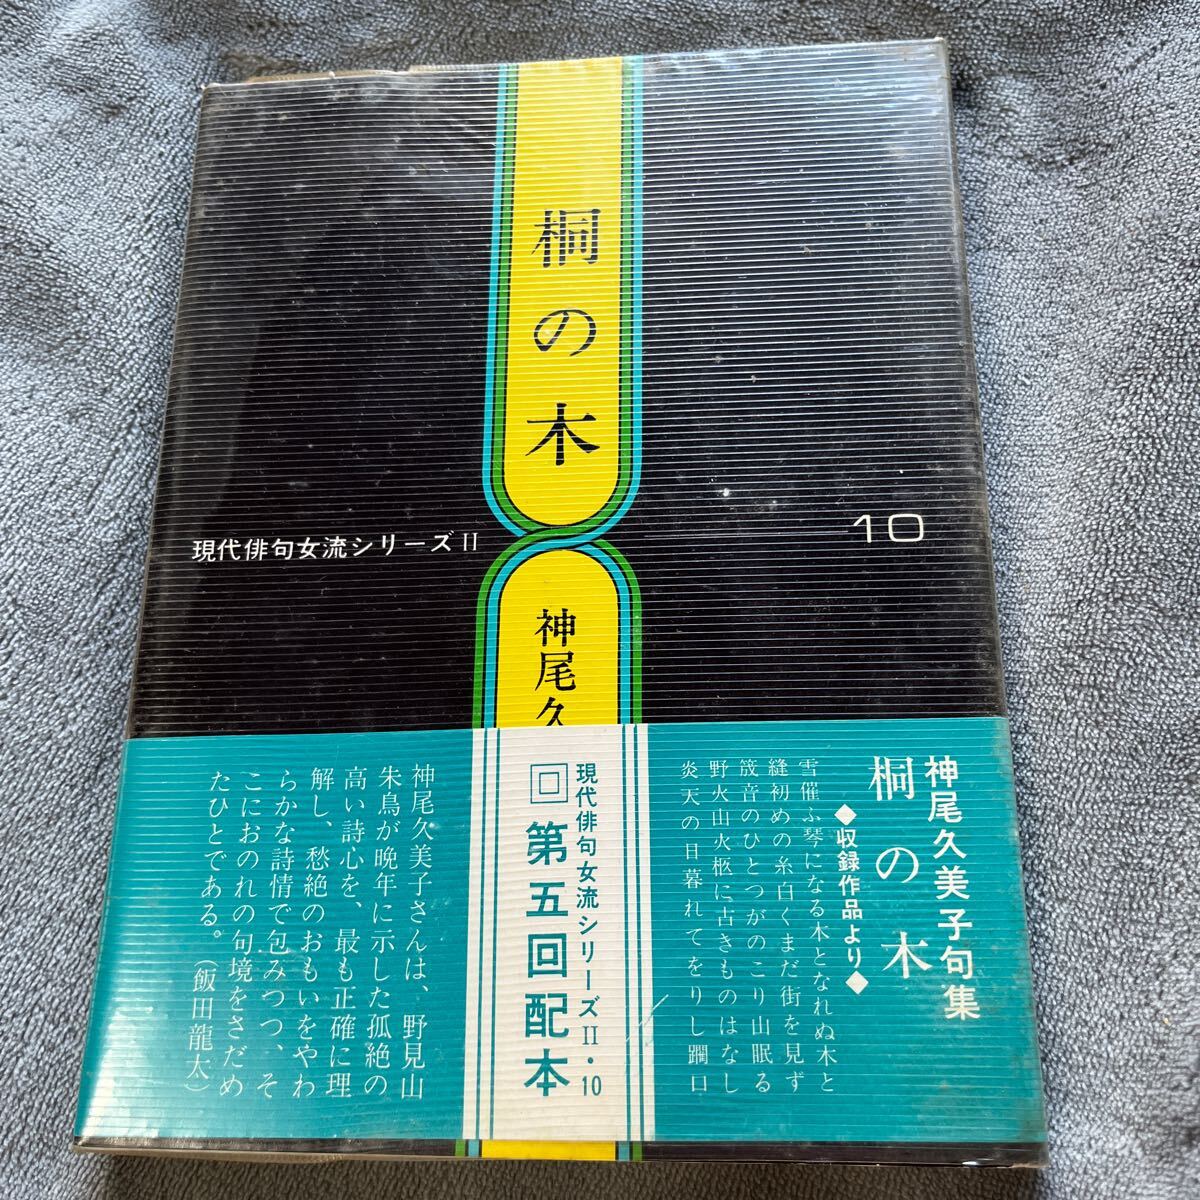 桐の木
現代俳句女流シリーズII
10
神尾久
神尾久美子句集
桐の木
◆収録作品より◆
雪催ふ琴になる木となれぬ木と
縫初めの糸白くまだ街を見ず
筬音のひとつがのこり山眠る
野火山火柩に古きものはなし
炎天の日暮れてをりし躙口
現代俳句女流シリーズII・10
回第五回配本
神尾久美子さんは、野見山
朱鳥が晩年に示した孤絶の
高い詩心を、最も正確に理
解し、愁絶のおもいをやわ
らかな詩情で包みつつ、そ
こにおのれの句境をさだめ
たひとである。(飯田龍太)